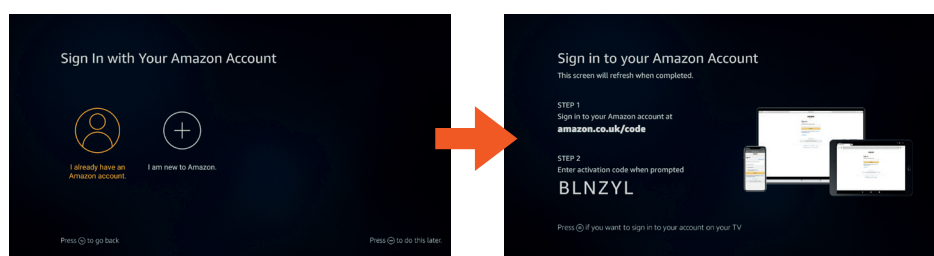 Sign In with Your Amazon Account
I already have an
Amazon account.
I am new to Amazon.
Press to go back
Press to do this later.
Sign in to your Amazon Account
This screen will refresh when completed.
STEP 1
Sign in to your Amazon account at
amazon.co.uk/code
STEP 2
Enter activation code when prompted
BLNZYL
Press if you want to sign in to your account on your TV